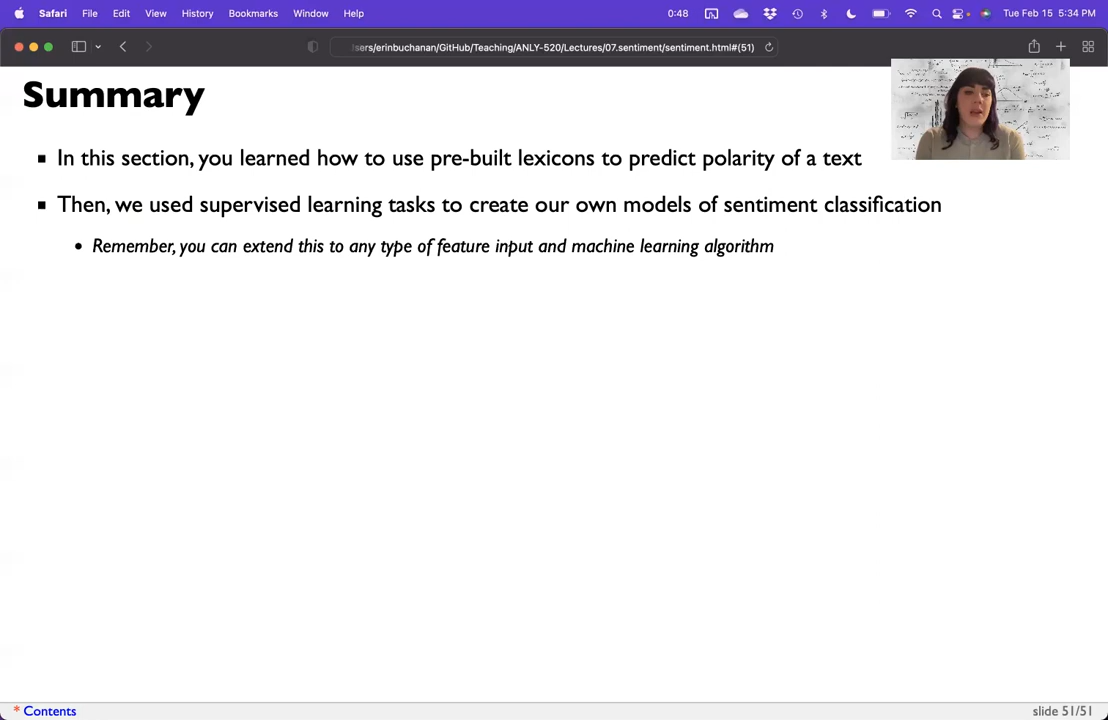 Safari File Edit View History Bookmarks Window Help 0:48 Tue Feb 15 5:34 PM
sers/erinbuchanan/GitHub/Teaching/ANLY-520/Lectures/07.sentiment/sentiment.html#(51)
Summary
In this section, you learned how to use pre-built lexicons to predict polarity of a text
Then, we used supervised learning tasks to create our own models of sentiment classification
Remember, you can extend this to any type of feature input and machine learning algorithm
* Contents slide 51/51